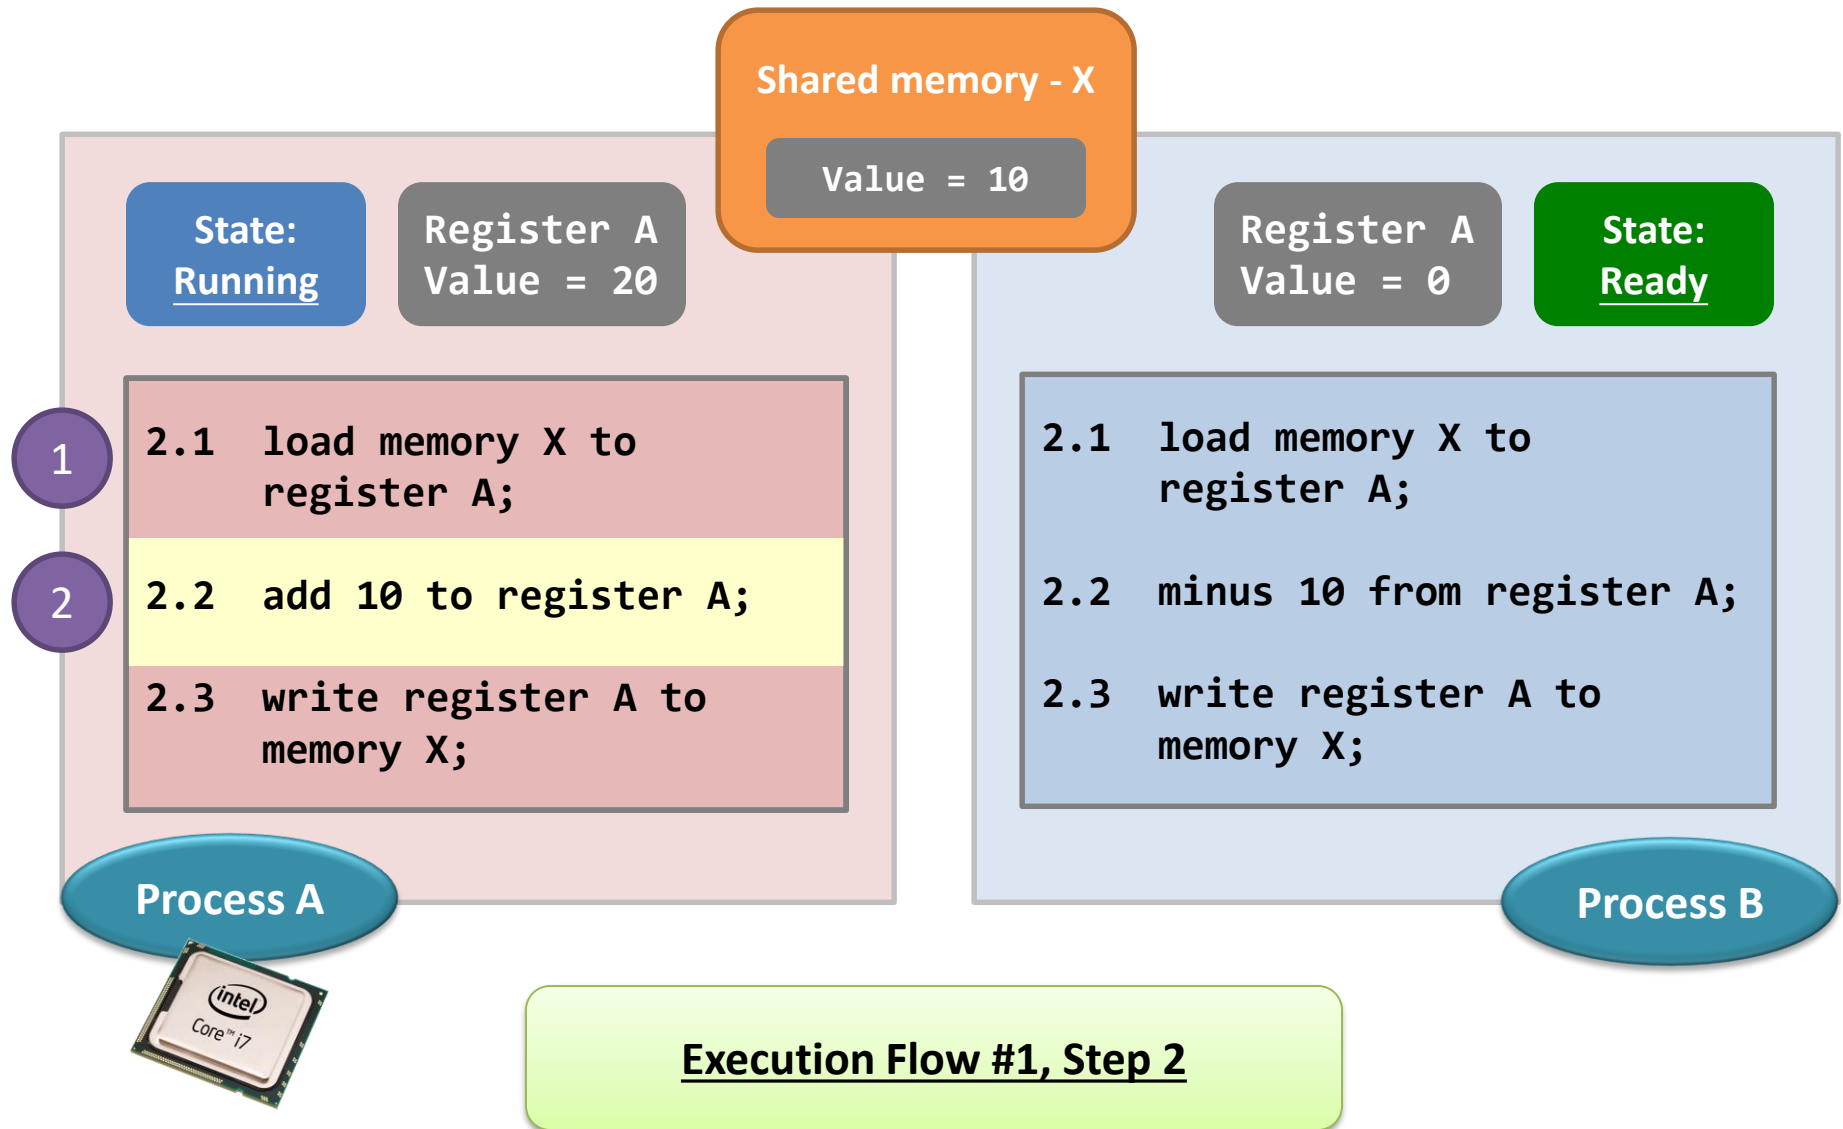 Shared memory - X
Value = 10
State:
Running
Register A
Value = 20
Register A
Value = 0
State:
Ready
1
2.1 load memory X to
register A;
2
2.2 add 10 to register A;
2.3 write register A to
memory X;
2.1 load memory X to
register A;
2.2 minus 10 from register A;
2.3 write register A to
memory X;
Process A
Process B
intel
Core™ i7
Execution Flow #1, Step 2